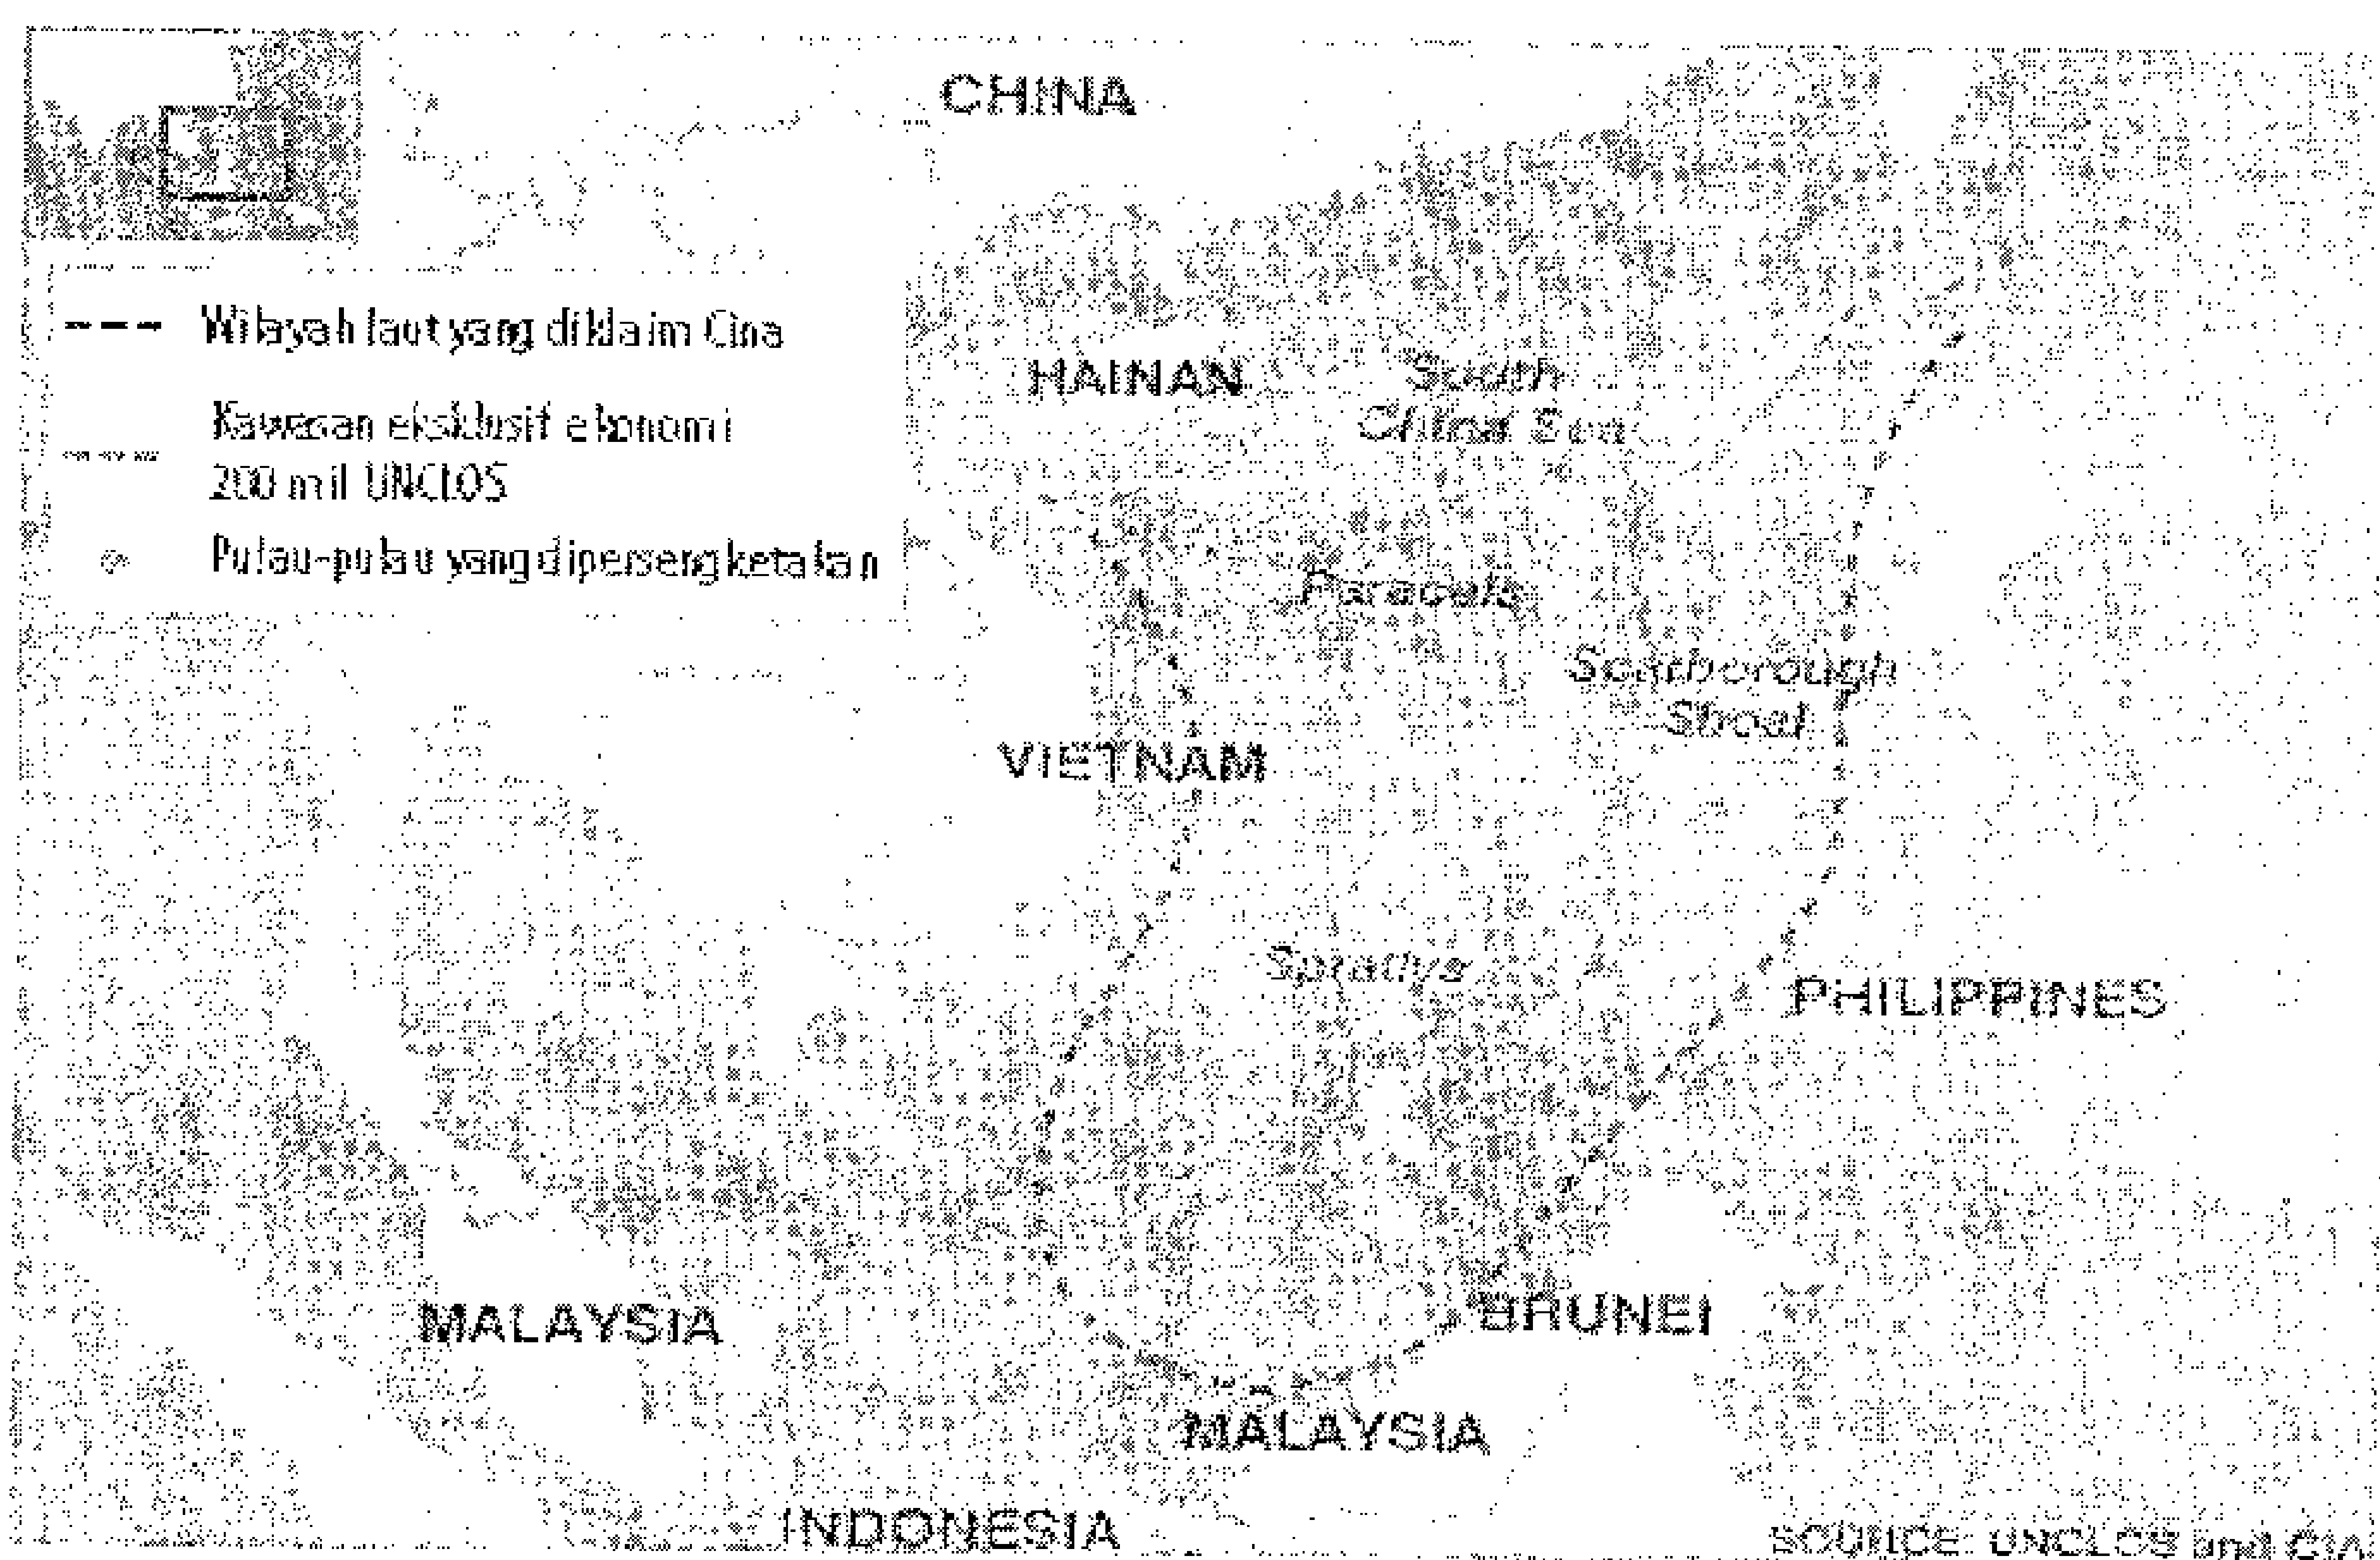 CHINA
Wilayah laut yang diklaim Cina
Kawasan eksklusif ekonomi
200 mil UNCLOS
Pulau-pulau yang dipersengketakan
HAINAN
South
China Sea
Paracels
Scarborough
Shoal
VIETNAM
Spratlys
PHILIPPINES
MALAYSIA
BRUNEI
MALAYSIA
INDONESIA
SOURCE: UNCLOS and CIA